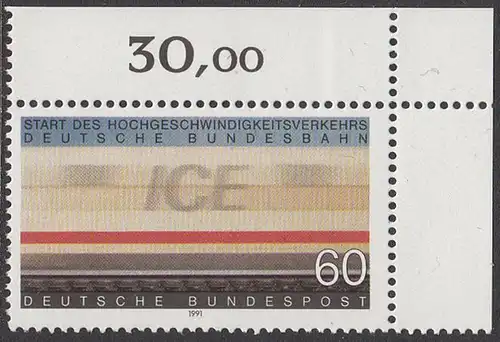 30,00
START DES HOCHGESCHWINDIGKEITSVERKEHRS
DEUTSCHE BUNDESBAHN
ICE
60
DEUTSCHE BUNDESPOST
1991